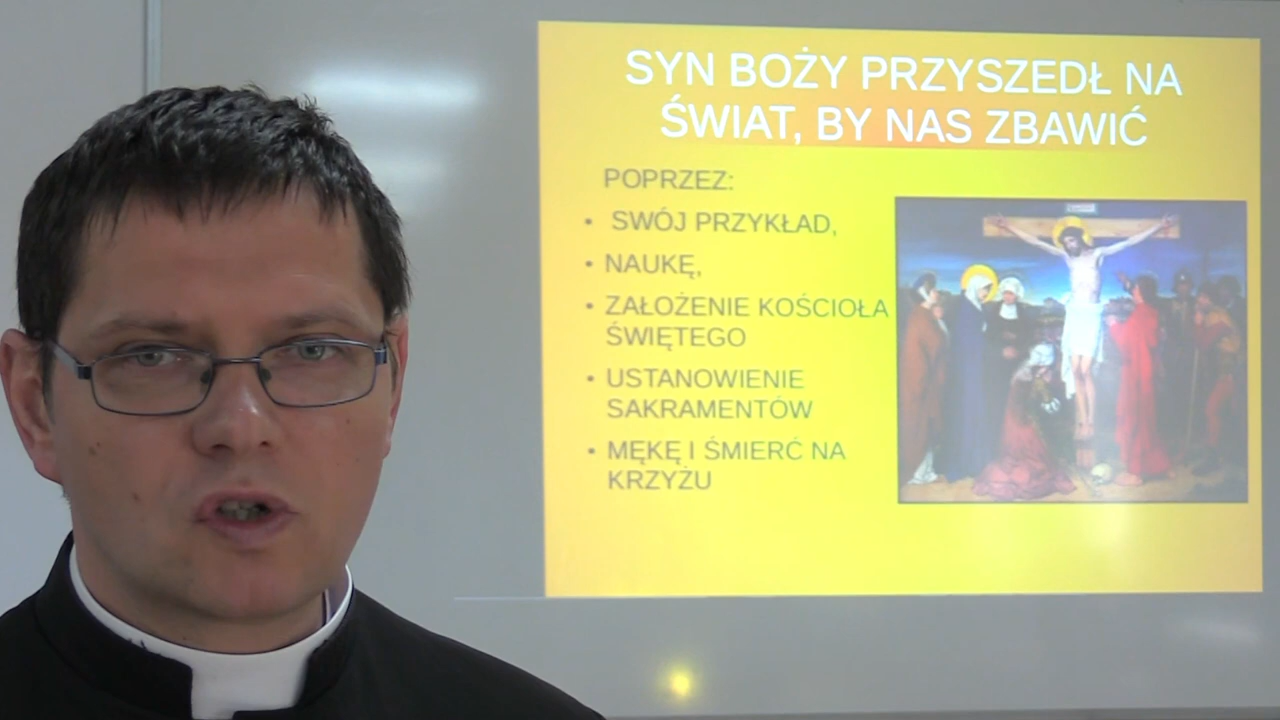 SYN BOŻY PRZYSZEDŁ NA
ŚWIAT, BY NAS ZBAWIĆ
POPRZEZ:
• SWÓJ PRZYKŁAD,
• NAUKĘ,
• ZAŁOŻENIE KOŚCIOŁA
ŚWIĘTEGO
• USTANOWIENIE
SAKRAMENTÓW
• MĘKĘ I ŚMIERĆ NA
KRZYŻU